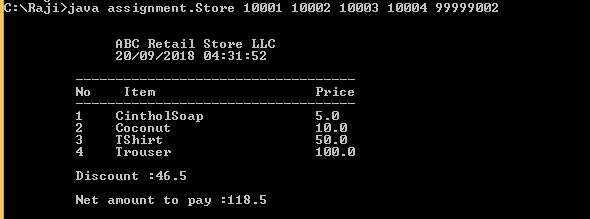 C:\Raji>java assignment.Store 10001 10002 10003 10004 99999002
ABC Retail Store LLC
20/09/2018 04:31:52
-----------------------------------
No Item Price
-----------------------------------
1 CintholSoap 5.0
2 Coconut 10.0
3 TShirt 50.0
4 Trouser 100.0
Discount :46.5
Net amount to pay :118.5